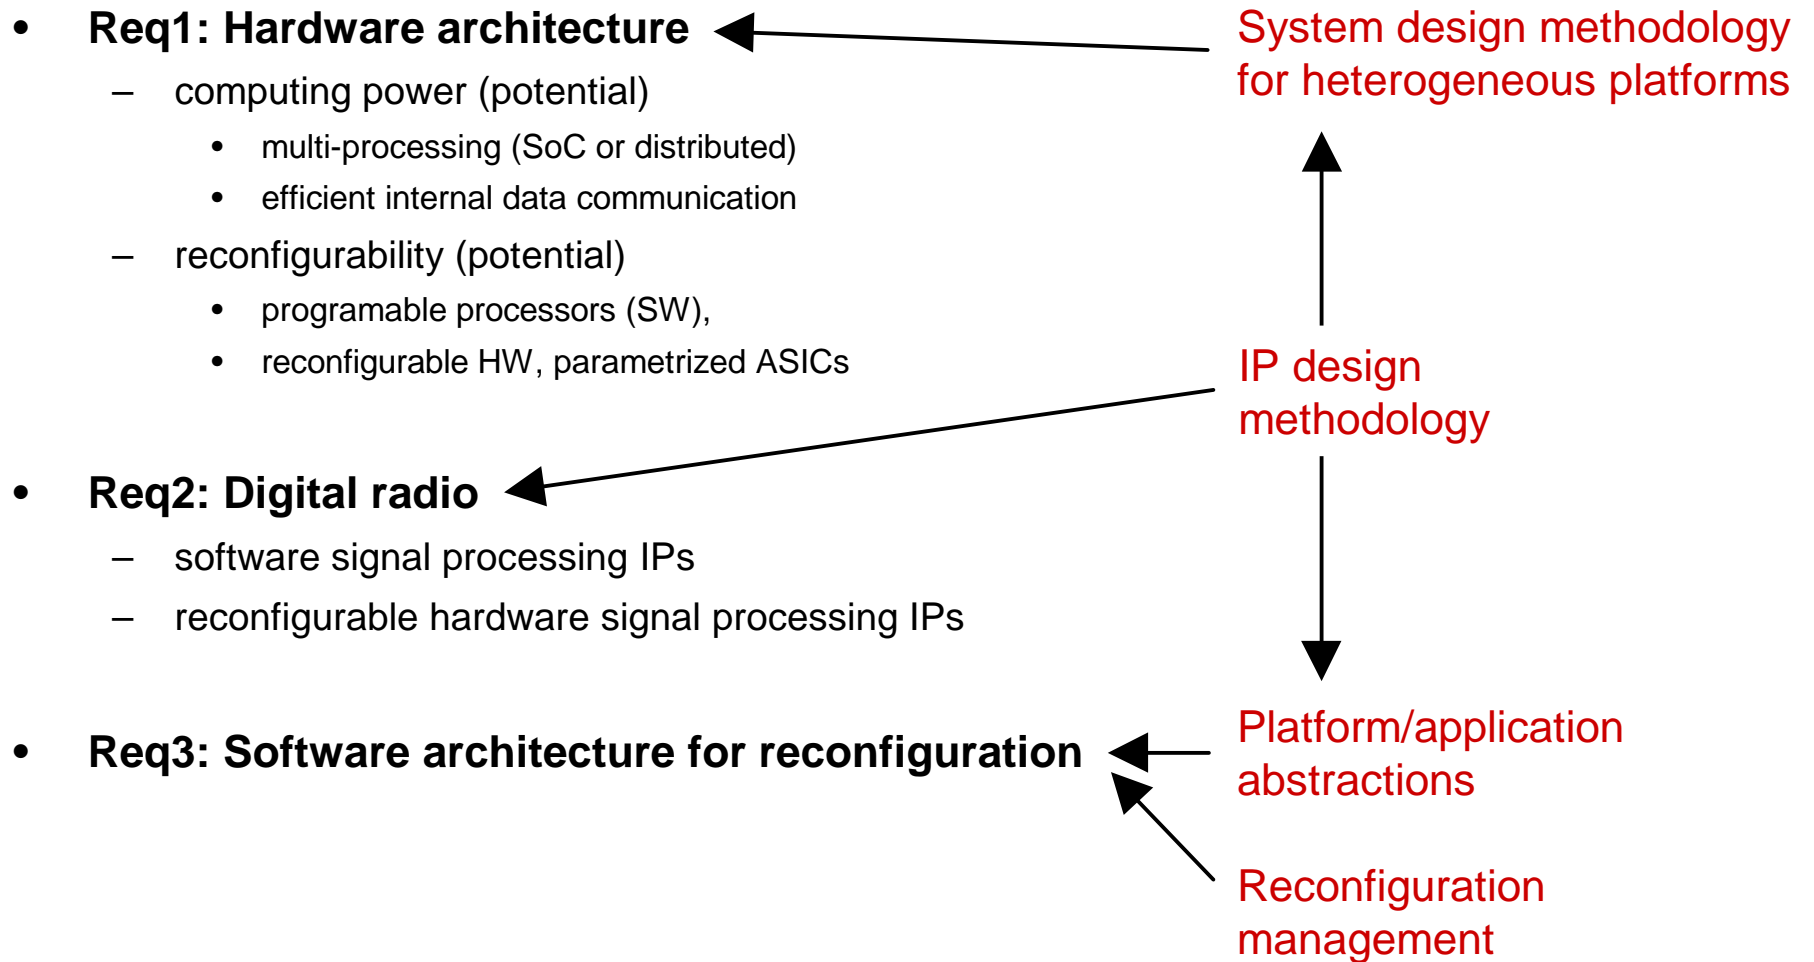 • Req1: Hardware architecture
– computing power (potential)
• multi-processing (SoC or distributed)
• efficient internal data communication
– reconfigurability (potential)
• programable processors (SW),
• reconfigurable HW, parametrized ASICs
• Req2: Digital radio
– software signal processing IPs
– reconfigurable hardware signal processing IPs
• Req3: Software architecture for reconfiguration
System design methodology
for heterogeneous platforms
IP design
methodology
Platform/application
abstractions
Reconfiguration
management